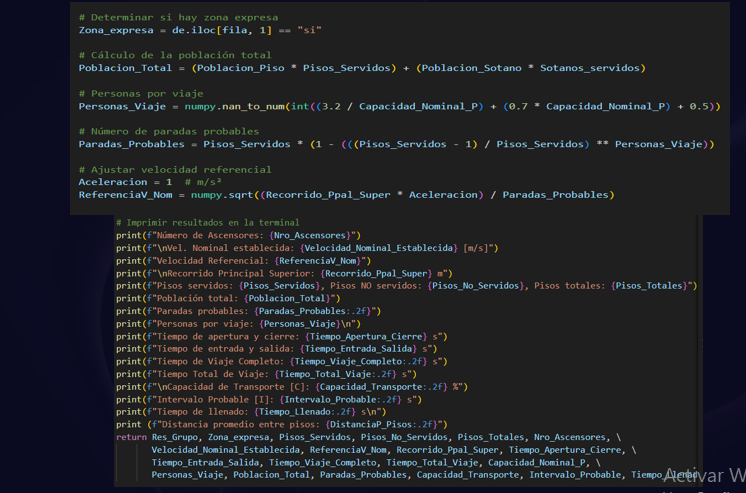 # Determinar si hay zona expresa
Zona_expresa = de.iloc[fila, 1] == "si"
# Cálculo de la población total
Poblacion_Total = (Poblacion_Piso * Pisos_Servidos) + (Poblacion_Sotano * Sotanos_servidos)
# Personas por viaje
Personas_Viaje = numpy.nan_to_num(int((3.2 / Capacidad_Nominal_P) + (0.7 * Capacidad_Nominal_P) + 0.5))
# Número de paradas probables
Paradas_Probables = Pisos_Servidos * (1 - (((Pisos_Servidos - 1) / Pisos_Servidos) ** Personas_Viaje))
# Ajustar velocidad referencial
Aceleracion = 1  # m/s²
ReferenciaV_Nom = numpy.sqrt((Recorrido_Ppal_Super * Aceleracion) / Paradas_Probables)
# Imprimir resultados en la terminal
print(f"Número de Ascensores: {Nro_Ascensores}")
print(f"\nVel. Nominal establecida: {Velocidad_Nominal_Establecida} [m/s]")
print(f"Velocidad Referencial: {ReferenciaV_Nom}")
print(f"\nRecorrido Principal Superior: {Recorrido_Ppal_Super} m")
print(f"Pisos servidos: {Pisos_Servidos}, Pisos NO servidos: {Pisos_No_Servidos}, Pisos totales: {Pisos_Totales}")
print(f"Población total: {Poblacion_Total}")
print(f"Paradas probables: {Paradas_Probables:.2f}")
print(f"Personas por viaje: {Personas_Viaje}\n")
print(f"Tiempo de apertura y cierre: {Tiempo_Apertura_Cierre} s")
print(f"Tiempo de entrada y salida: {Tiempo_Entrada_Salida} s")
print(f"Tiempo de Viaje Completo: {Tiempo_Viaje_Completo:.2f} s")
print(f"Tiempo Total de Viaje: {Tiempo_Total_Viaje:.2f} s")
print(f"\nCapacidad de Transporte [C]: {Capacidad_Transporte:.2f} %")
print(f"Intervalo Probable [I]: {Intervalo_Probable:.2f} s")
print(f"Tiempo de llenado: {Tiempo_Llenado:.2f} s\n")
print (f"Distancia promedio entre pisos: {DistanciaP_Pisos:.2f}")
return Res_Grupo, Zona_expresa, Pisos_Servidos, Pisos_No_Servidos, Pisos_Totales, Nro_Ascensores, \
Velocidad_Nominal_Establecida, ReferenciaV_Nom, Recorrido_Ppal_Super, Tiempo_Apertura_Cierre, \
Tiempo_Entrada_Salida, Tiempo_Viaje_Completo, Tiempo_Total_Viaje, Capacidad_Nominal_P, \
Personas_Viaje, Poblacion_Total, Paradas_Probables, Capacidad_Transporte, Intervalo_Probable,
Activar W